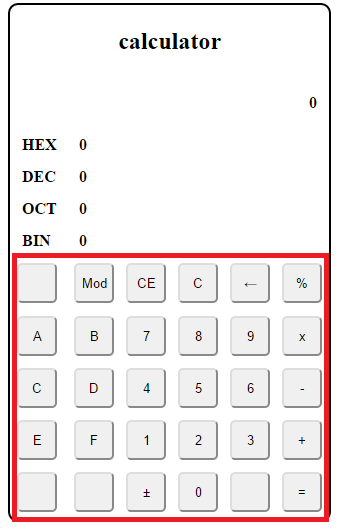 calculator
0
HEX 0
DEC 0
OCT 0
BIN 0
Mod CE C ← %
A B 7 8 9 x
C D 4 5 6 -
E F 1 2 3 +
± 0 =